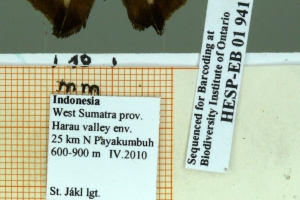 10
mm
Indonesia
West Sumatra prov.
Harau valley env.
25 km N Payakumbuh
600-900 m IV.2010
St. Jákl lgt.
Sequenced for Barcoding at
Biodiversity Institute of Ontario
HESP-EB 01 941